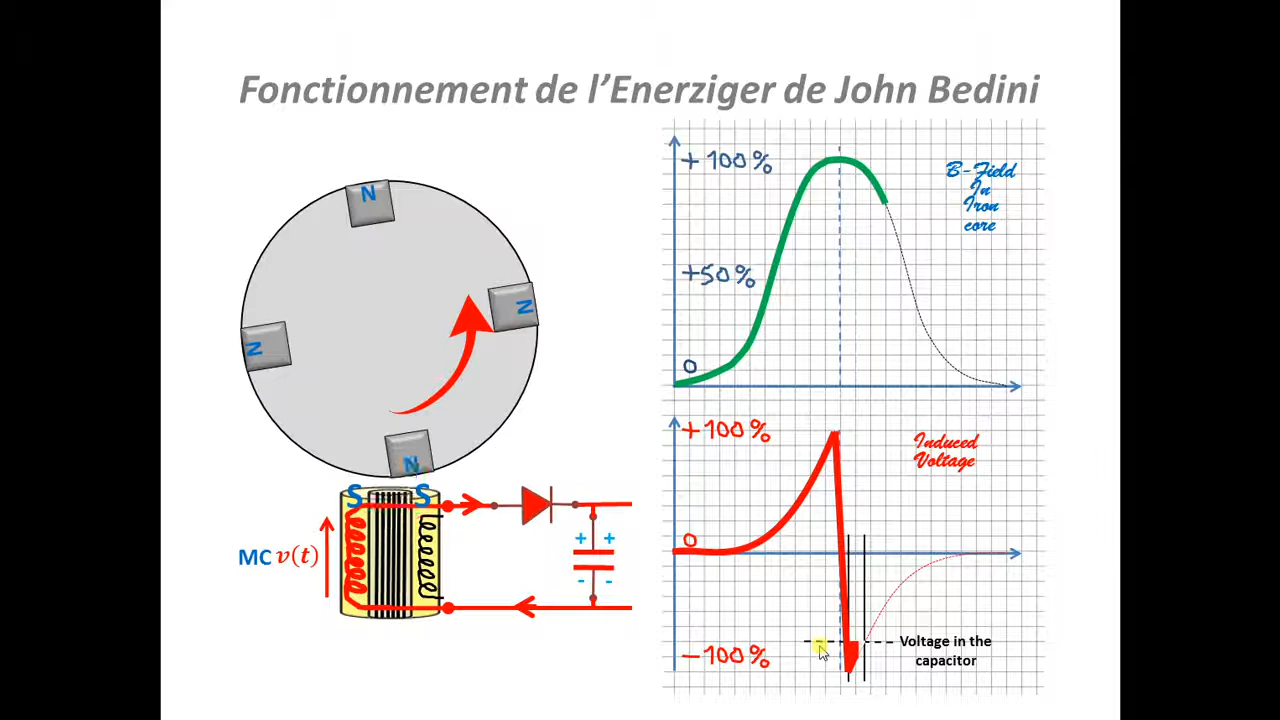 Fonctionnement de l’Enerziger de John Bedini
N
N
N
N
S S
MC v(t)
+ +
- -
+100%
+50%
0
B-Field
In
Iron
core
+100%
0
-100%
Induced
Voltage
Voltage in the
capacitor